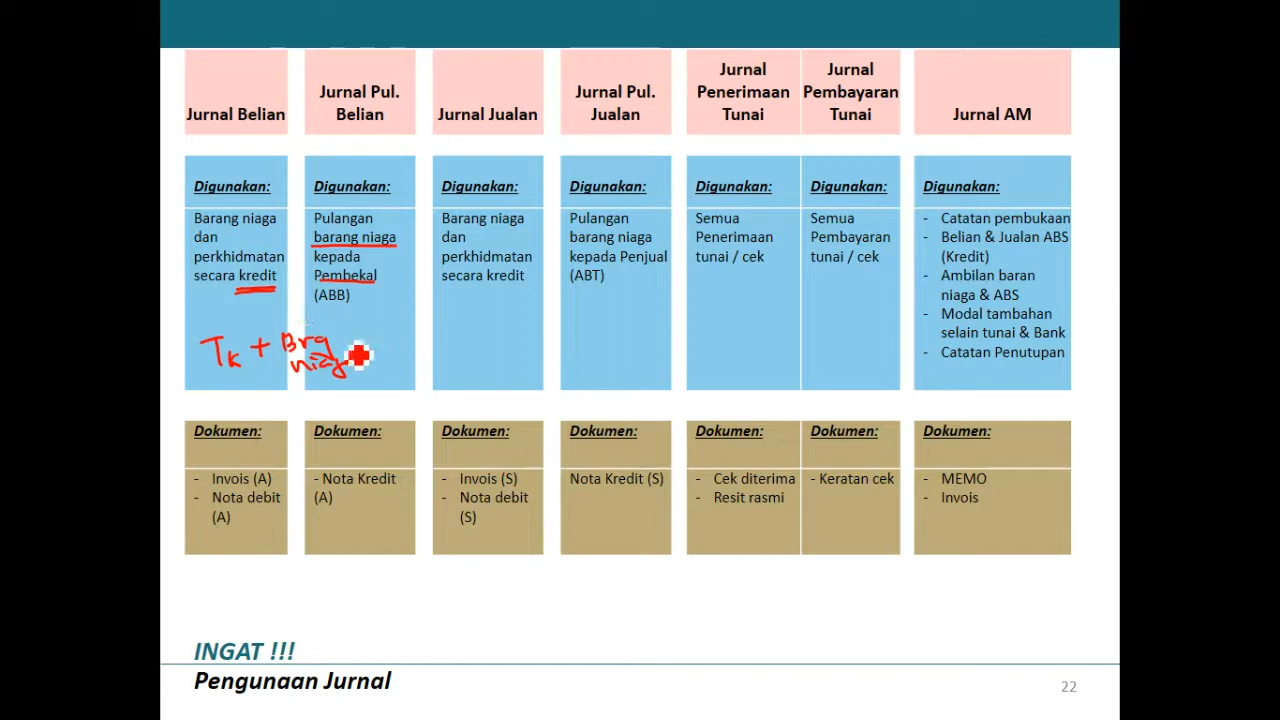 Jurnal Belian
Jurnal Pul.
Belian
Jurnal Jualan
Jurnal Pul.
Jualan
Jurnal
Penerimaan
Tunai
Jurnal
Pembayaran
Tunai
Jurnal AM
Digunakan:
Barang niaga
dan
perkhidmatan
secara kredit
Digunakan:
Pulangan
barang niaga
kepada
Pembekal
(ABB)
Digunakan:
Barang niaga
dan
perkhidmatan
secara kredit
Digunakan:
Pulangan
barang niaga
kepada Penjual
(ABT)
Digunakan:
Semua
Penerimaan
tunai / cek
Digunakan:
Semua
Pembayaran
tunai / cek
Digunakan:
- Catatan pembukaan
- Belian & Jualan ABS
(Kredit)
- Ambilan baran
niaga & ABS
- Modal tambahan
selain tunai & Bank
- Catatan Penutupan
TK + Brg
niag
Dokumen:
- Invois (A)
- Nota debit
(A)
Dokumen:
- Nota Kredit
(A)
Dokumen:
- Invois (S)
- Nota debit
(S)
Dokumen:
Nota Kredit (S)
Dokumen:
- Cek diterima
- Resit rasmi
Dokumen:
- Keratan cek
Dokumen:
- MEMO
- Invois
INGAT !!!
Pengunaan Jurnal
22